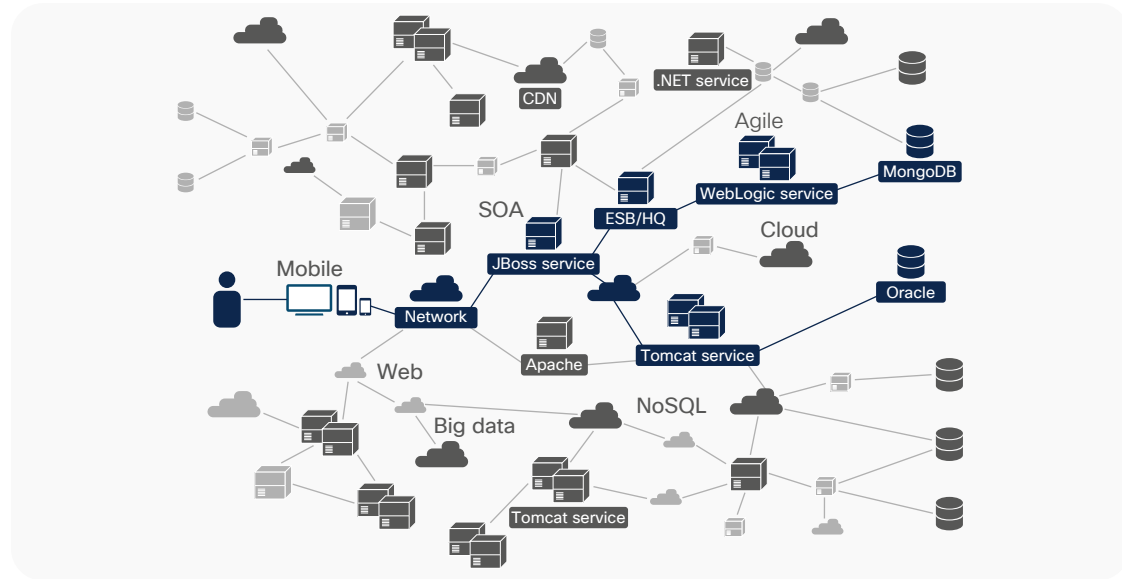 .NET service
CDN
Agile
MongoDB
WebLogic service
SOA
ESB/HQ
Cloud
JBoss service
Mobile
Oracle
Network
Tomcat service
Apache
Web
NoSQL
Big data
Tomcat service